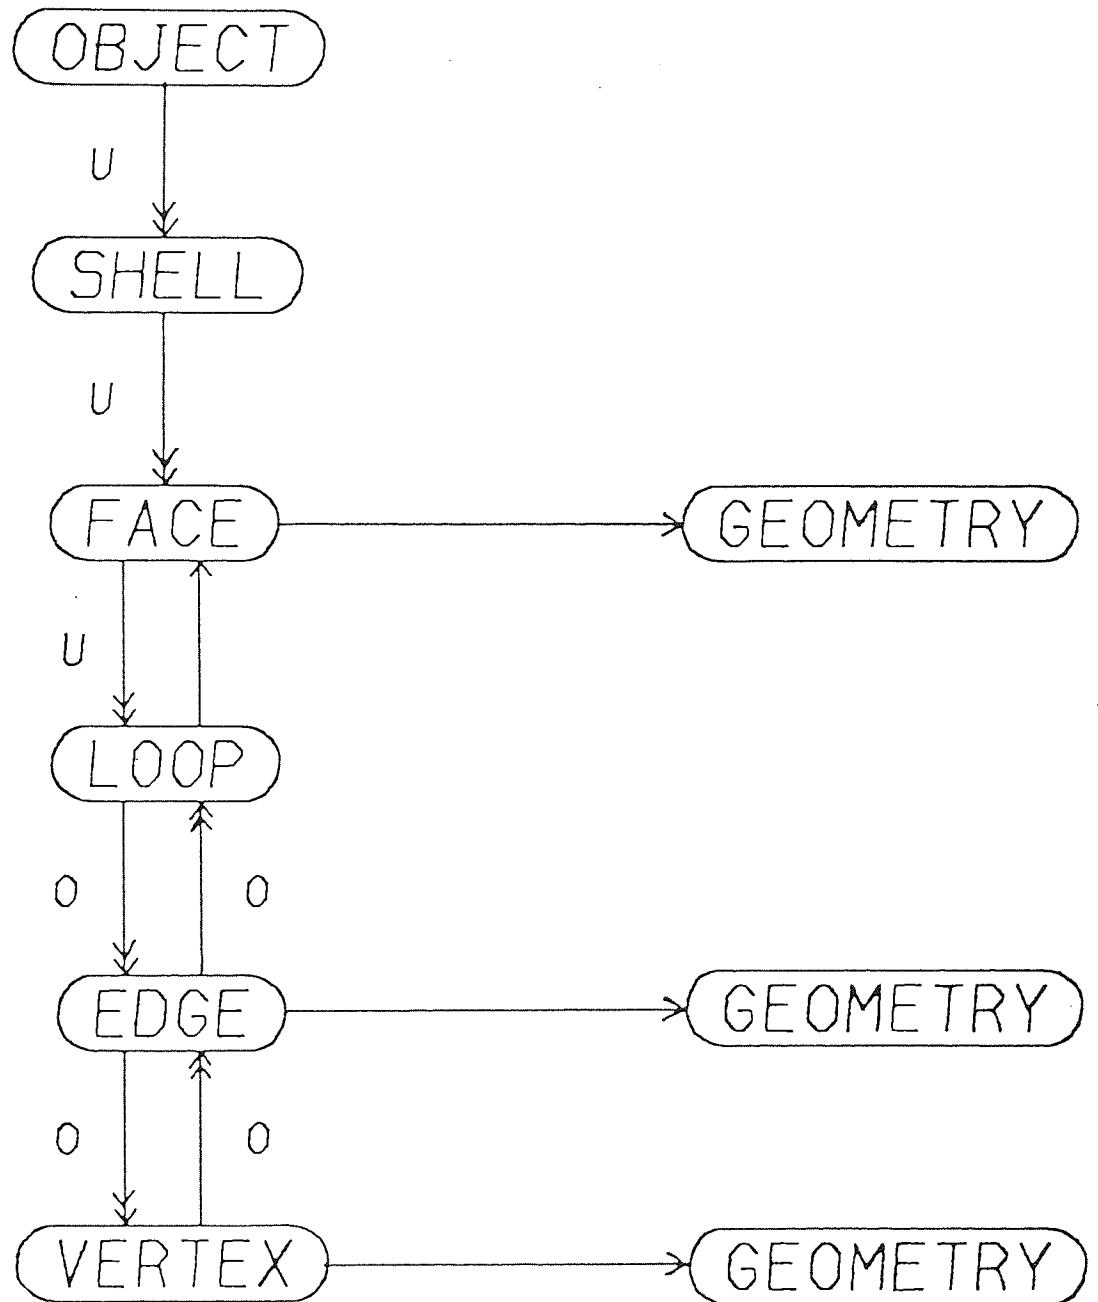 OBJECT
U
SHELL
U
FACE GEOMETRY
U
LOOP
O O
EDGE GEOMETRY
O O
VERTEX GEOMETRY